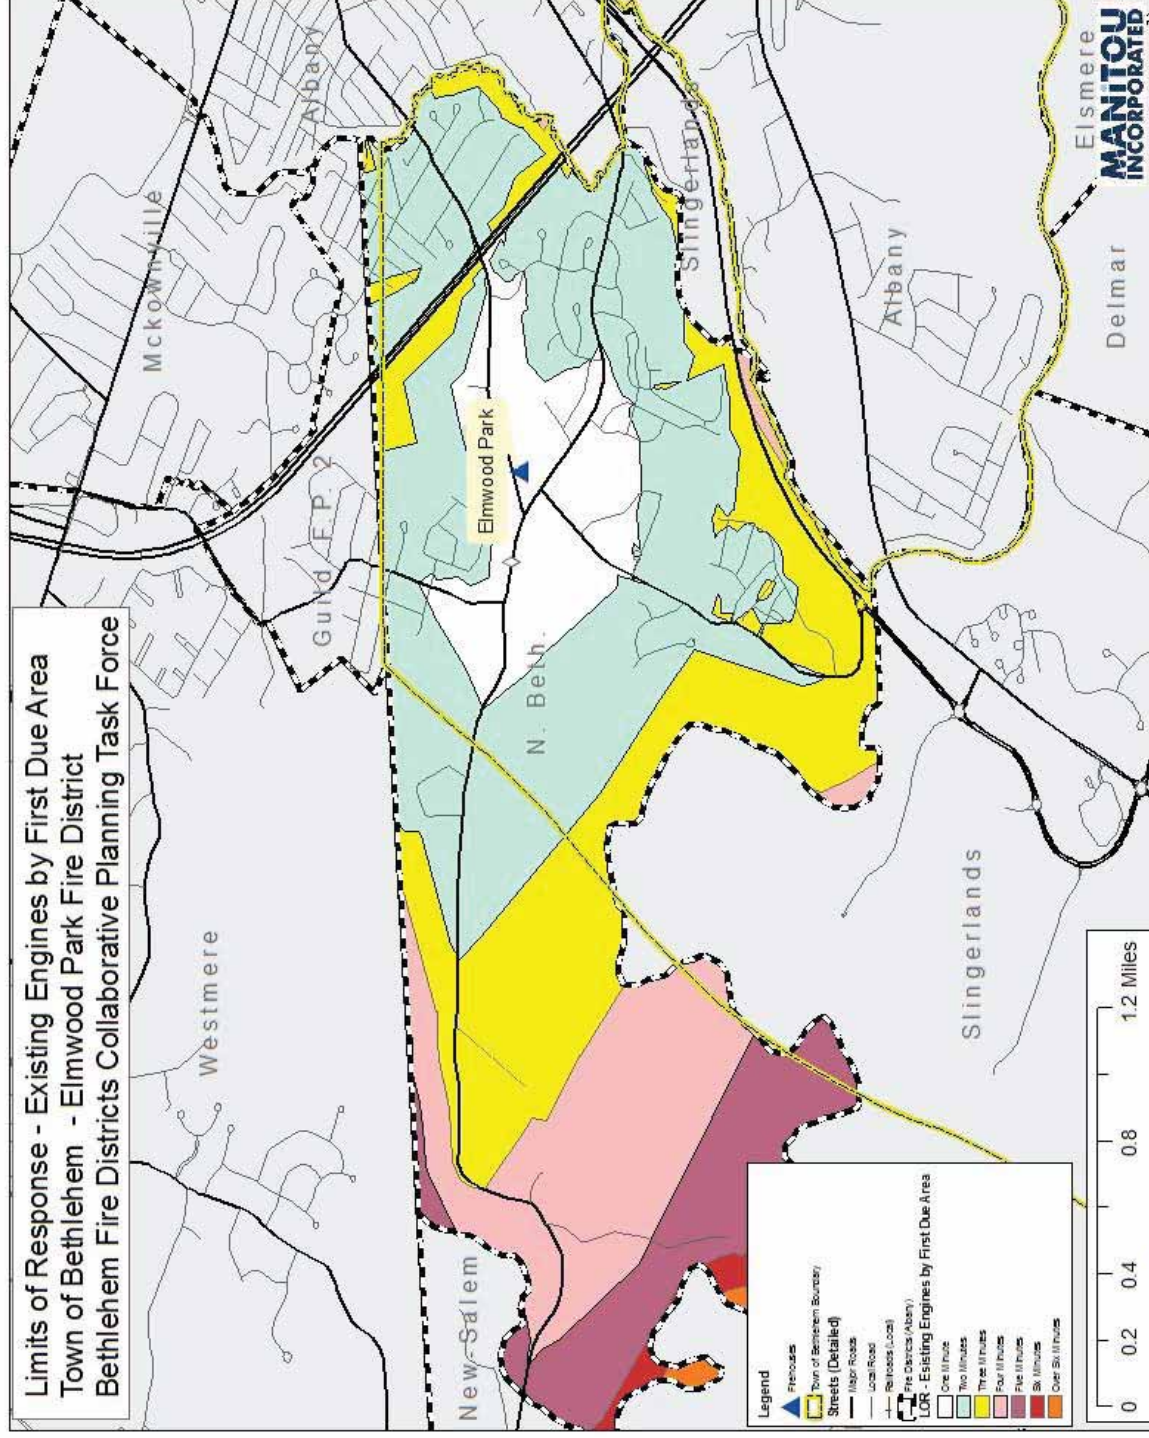 Limits of Response - Existing Engines by First Due Area
Town of Bethlehem - Elmwood Park Fire District
Bethlehem Fire Districts Collaborative Planning Task Force
Westmere
Mckownville
Albany
Guild F.P. 2
New Salem
Elmwood Park
N. Beth.
Slingerlands
Albany
Slingerlands
Delmar
Elsmere
MANITOU
INCORPORATED
Legend
Firehouses
Town of Bethlehem Boundary
Streets (Detailed)
Major Roads
Local Road
Railroads (Local)
Fire Districts (Albany)
LOR - Esisting Engines by First Due Area
One Minute
Two Minutes
Three Minutes
Four Minutes
Five Minutes
Six Minutes
Over Six Minutes
0 0.2 0.4 0.8 1.2 Miles